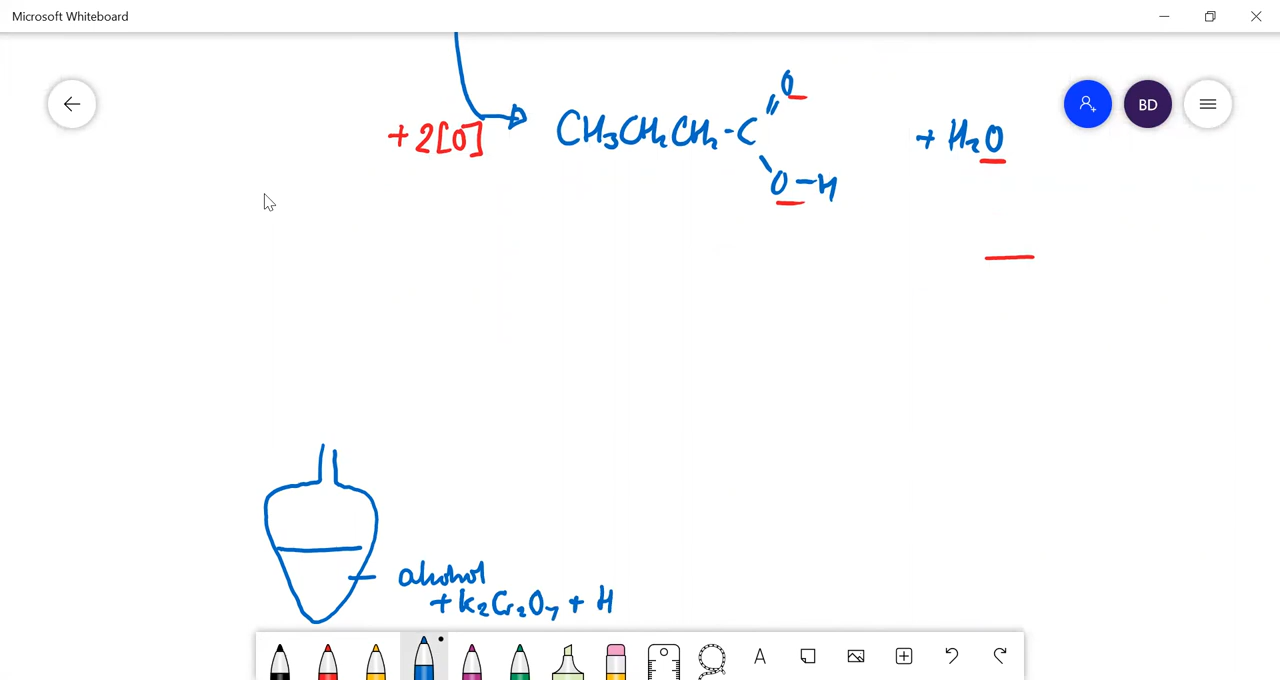 Microsoft Whiteboard
BD
O
+2[O] CH3CH2CH2-C + H2O
O-H
alcohol
+K2Cr2O7 + H
A